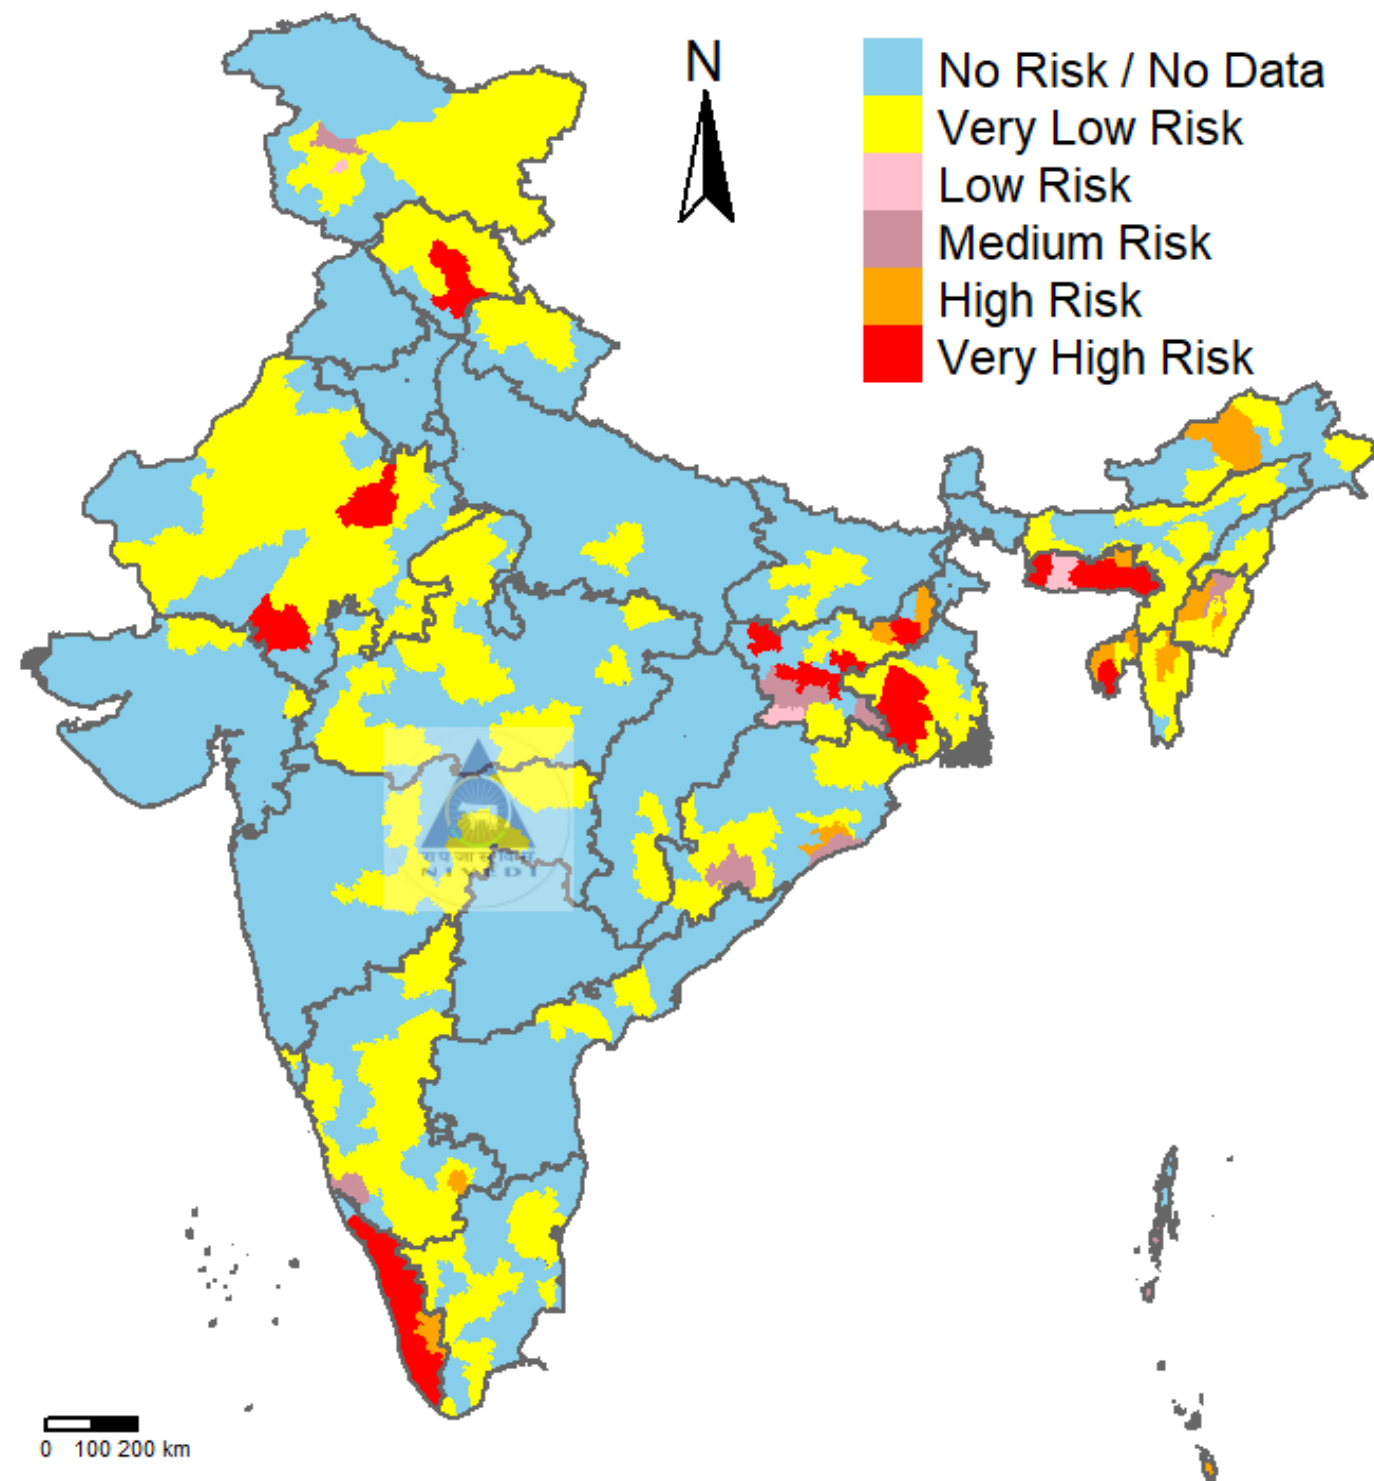 N
No Risk / No Data
Very Low Risk
Low Risk
Medium Risk
High Risk
Very High Risk
NIVEDI
0 100 200 km